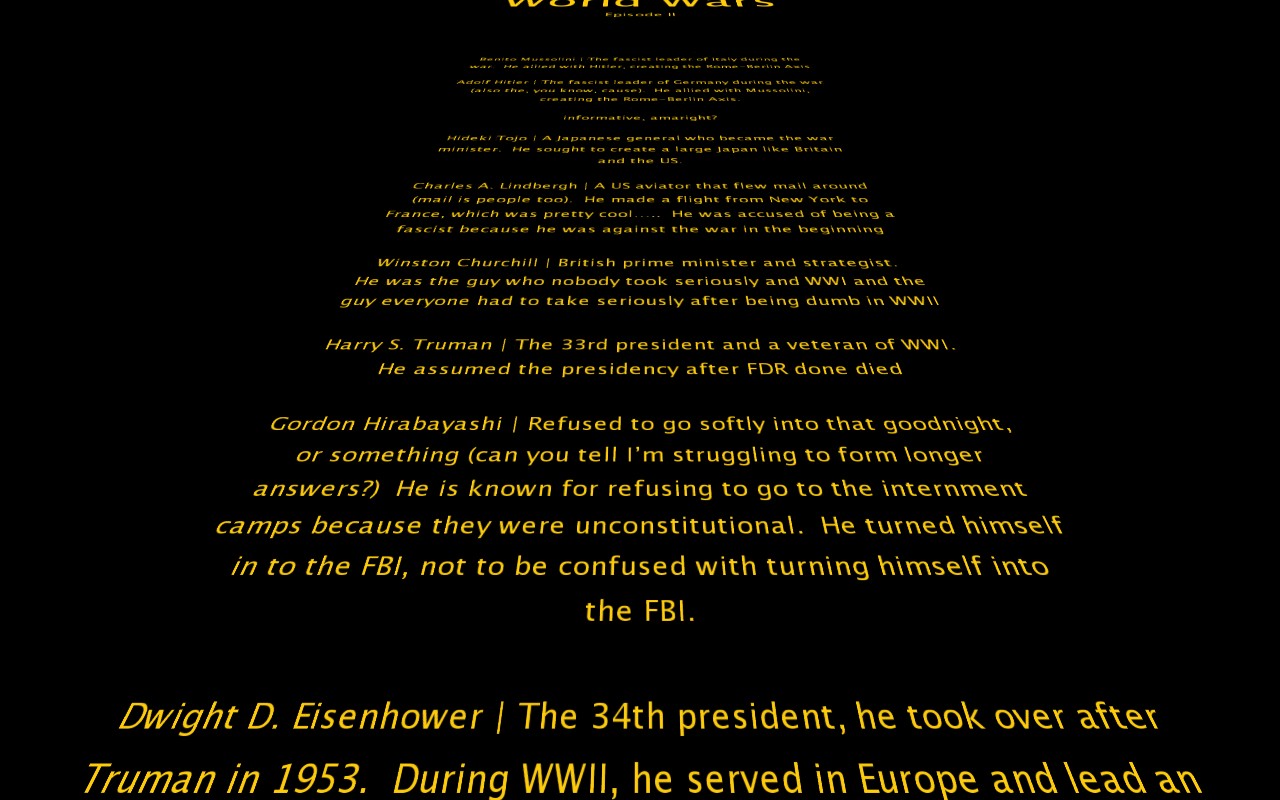 World Wars
Episode II
Benito Mussolini | The fascist leader of Italy during the
war.  He allied with Hitler, creating the Rome-Berlin Axis
Adolf Hitler | The fascist leader of Germany during the war
(also the, you know, cause).  He allied with Mussolini,
creating the Rome-Berlin Axis.
informative, amaright?
Hideki Tojo | A Japanese general who became the war
minister.  He sought to create a large Japan like Britain
and the US.
Charles A. Lindbergh | A US aviator that flew mail around
(mail is people too).  He made a flight from New York to
France, which was pretty cool.....  He was accused of being a
fascist because he was against the war in the beginning
Winston Churchill | British prime minister and strategist.
He was the guy who nobody took seriously and WWI and the
guy everyone had to take seriously after being dumb in WWII
Harry S. Truman | The 33rd president and a veteran of WWI.
He assumed the presidency after FDR done died
Gordon Hirabayashi | Refused to go softly into that goodnight,
or something (can you tell I'm struggling to form longer
answers?)  He is known for refusing to go to the internment
camps because they were unconstitutional.  He turned himself
in to the FBI, not to be confused with turning himself into
the FBI.
Dwight D. Eisenhower | The 34th president, he took over after
Truman in 1953.  During WWII, he served in Europe and lead an